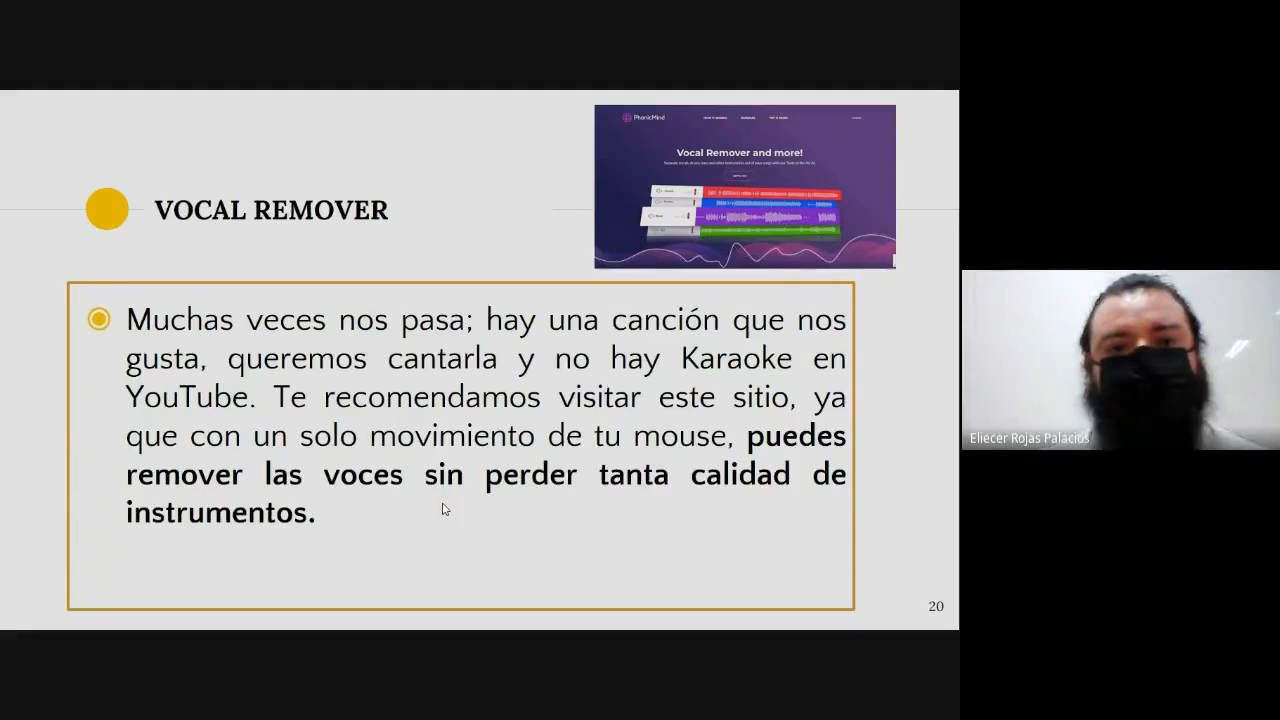 PhonicMind
Vocal Remover and more!
VOCAL REMOVER
Muchas veces nos pasa; hay una canción que nos
gusta, queremos cantarla y no hay Karaoke en
YouTube. Te recomendamos visitar este sitio, ya
que con un solo movimiento de tu mouse, puedes
remover las voces sin perder tanta calidad de
instrumentos.
20
Eliecer Rojas Palacios